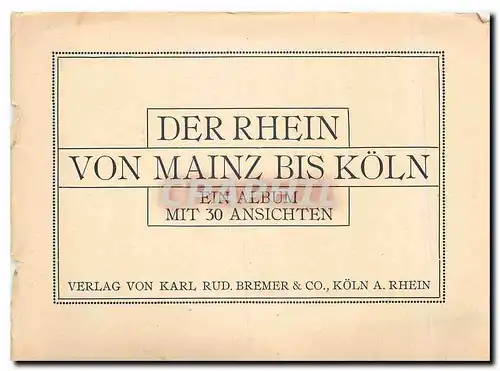 DER RHEIN
VON MAINZ BIS KÖLN
EIN ALBUM
MIT 30 ANSICHTEN
VERLAG VON KARL RUD. BREMER & CO., KÖLN A. RHEIN